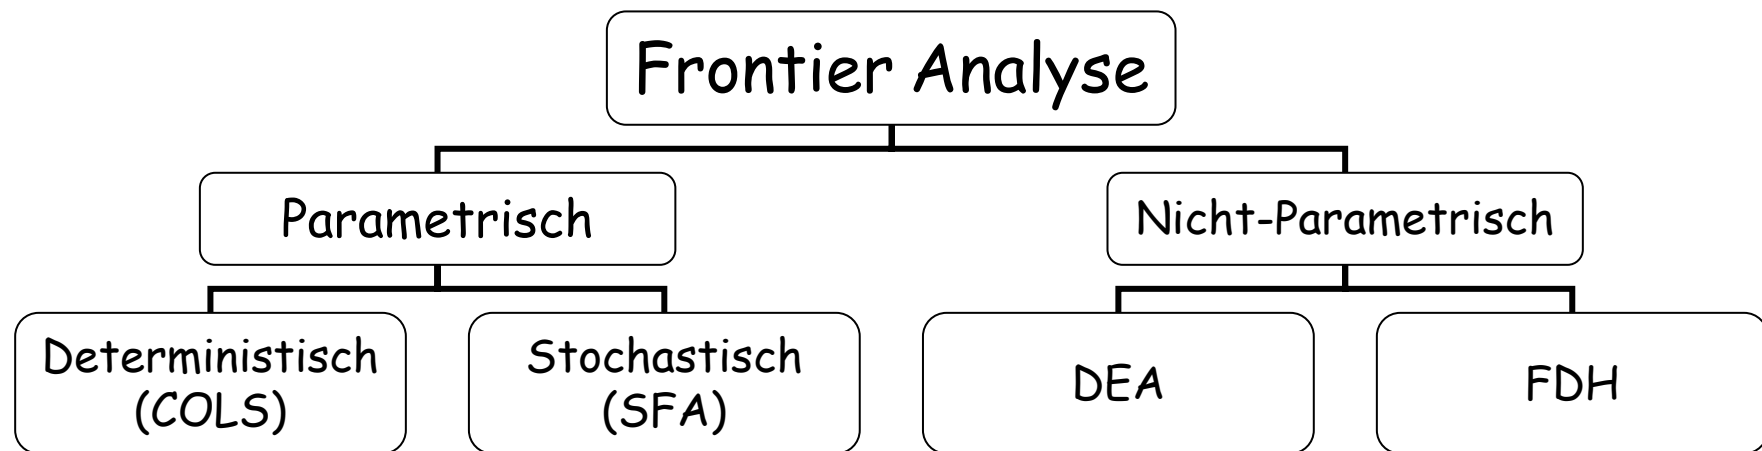 Frontier Analyse
Parametrisch
Nicht-Parametrisch
Deterministisch
(COLS)
Stochastisch
(SFA)
DEA
FDH